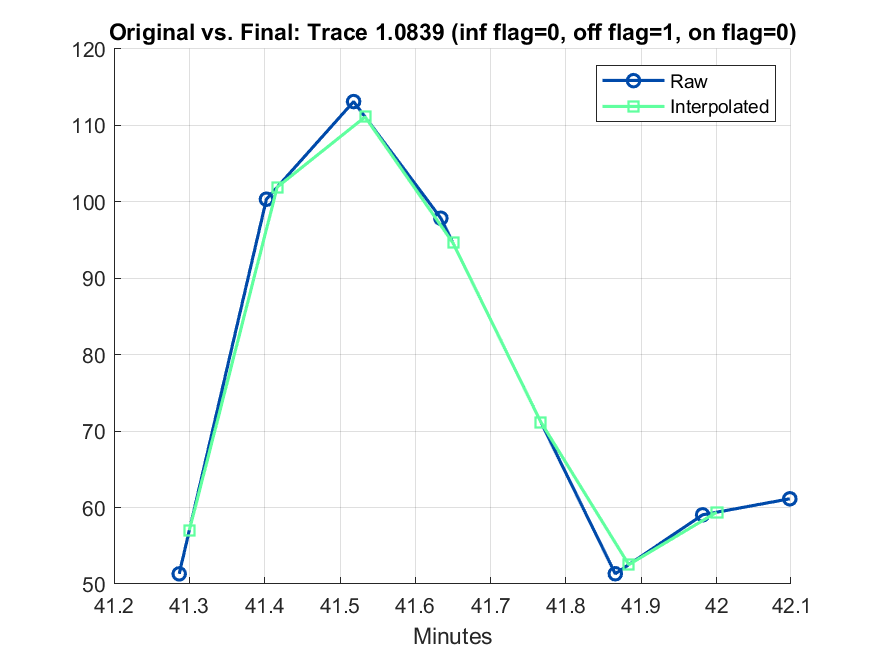 Original vs. Final: Trace 1.0839 (inf flag=0, off flag=1, on flag=0)
120
110
100
90
80
70
60
50
Raw
Interpolated
41.2 41.3 41.4 41.5 41.6 41.7 41.8 41.9 42 42.1
Minutes